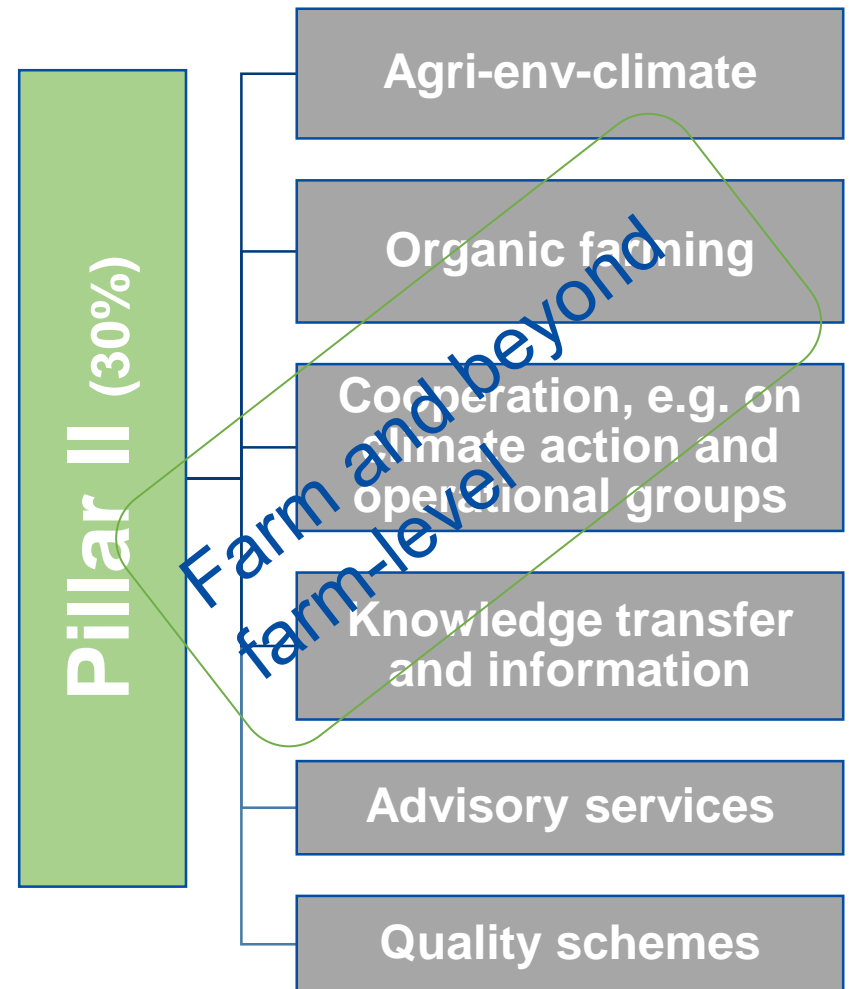 Pillar II (30%)
Agri-env-climate
Organic farming
Cooperation, e.g. on
climate action and
operational groups
Knowledge transfer
and information
Advisory services
Quality schemes
Farm and beyond
farm-level